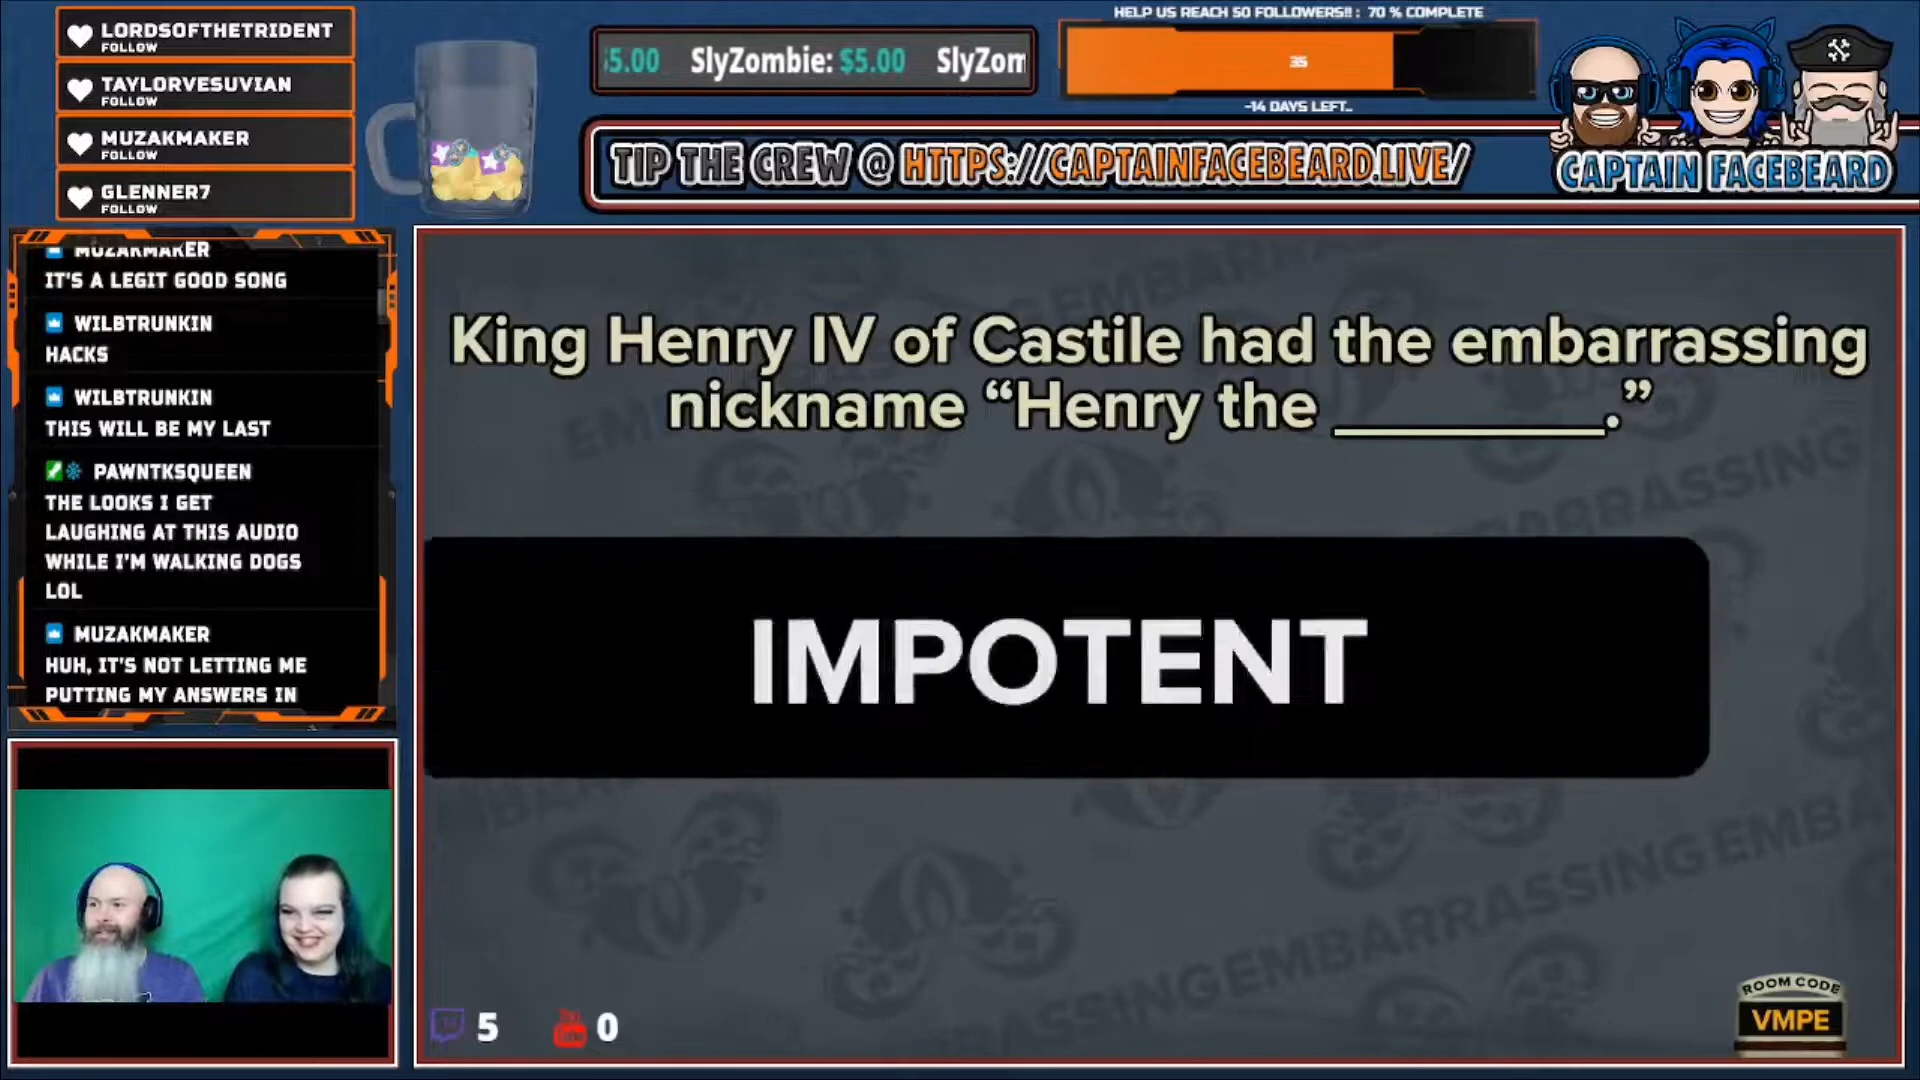 LORDSOFTHETRIDENT
FOLLOW
TAYLORVESUVIAN
FOLLOW
MUZAKMAKER
FOLLOW
GLENNER7
FOLLOW
5.00 SlyZombie: $5.00 SlyZom
HELP US REACH 50 FOLLOWERS!! : 70 % COMPLETE
35
-14 DAYS LEFT..
TIP THE CREW @ HTTPS://CAPTAINFACEBEARD.LIVE/
CAPTAIN FACEBEARD
MUZAKMAKER
IT'S A LEGIT GOOD SONG
WILBTRUNKIN
HACKS
WILBTRUNKIN
THIS WILL BE MY LAST
PAWNTKSQUEEN
THE LOOKS I GET
LAUGHING AT THIS AUDIO
WHILE I'M WALKING DOGS
LOL
MUZAKMAKER
HUH, IT'S NOT LETTING ME
PUTTING MY ANSWERS IN
King Henry IV of Castile had the embarrassing
nickname “Henry the ________.”
IMPOTENT
EMBARRASSINGEMBARRASSINGEMBA
5
0
ROOM CODE
VMPE